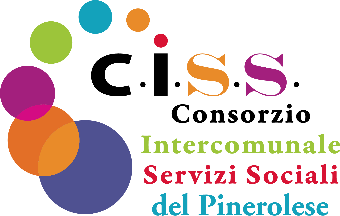 C.I.S.S.
Consorzio
Intercomunale
Servizi Sociali
del Pinerolese